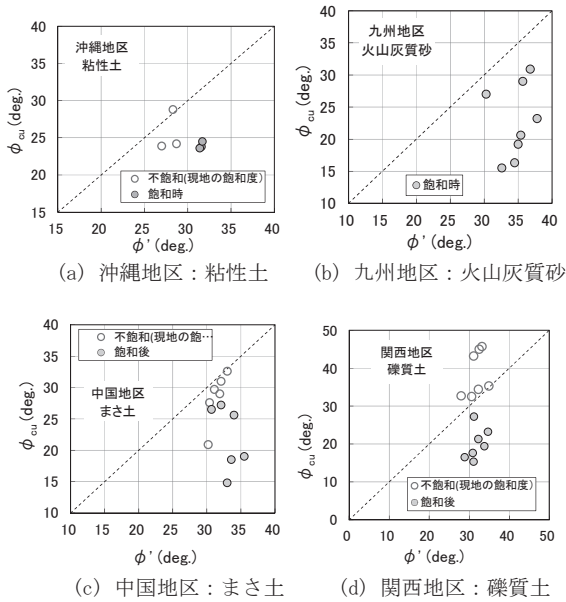 40
35
30
25
20
15
15 20 25 30 35 40
φcu (deg.)
φ' (deg.)
沖縄地区
粘性土
不飽和(現地の飽和度)
飽和時
(a) 沖縄地区：粘性土
40
35
30
25
20
15
10
10 15 20 25 30 35 40
φcu (deg.)
φ' (deg.)
九州地区
火山灰質砂
飽和時
(b) 九州地区：火山灰質砂
40
35
30
25
20
15
10
10 15 20 25 30 35 40
φcu (deg.)
φ' (deg.)
不飽和(現地の飽…
飽和後
中国地区
まさ土
(c) 中国地区：まさ土
50
40
30
20
10
0
0 10 20 30 40 50
φcu (deg.)
φ' (deg.)
関西地区
礫質土
不飽和(現地の飽和度)
飽和後
(d) 関西地区：礫質土